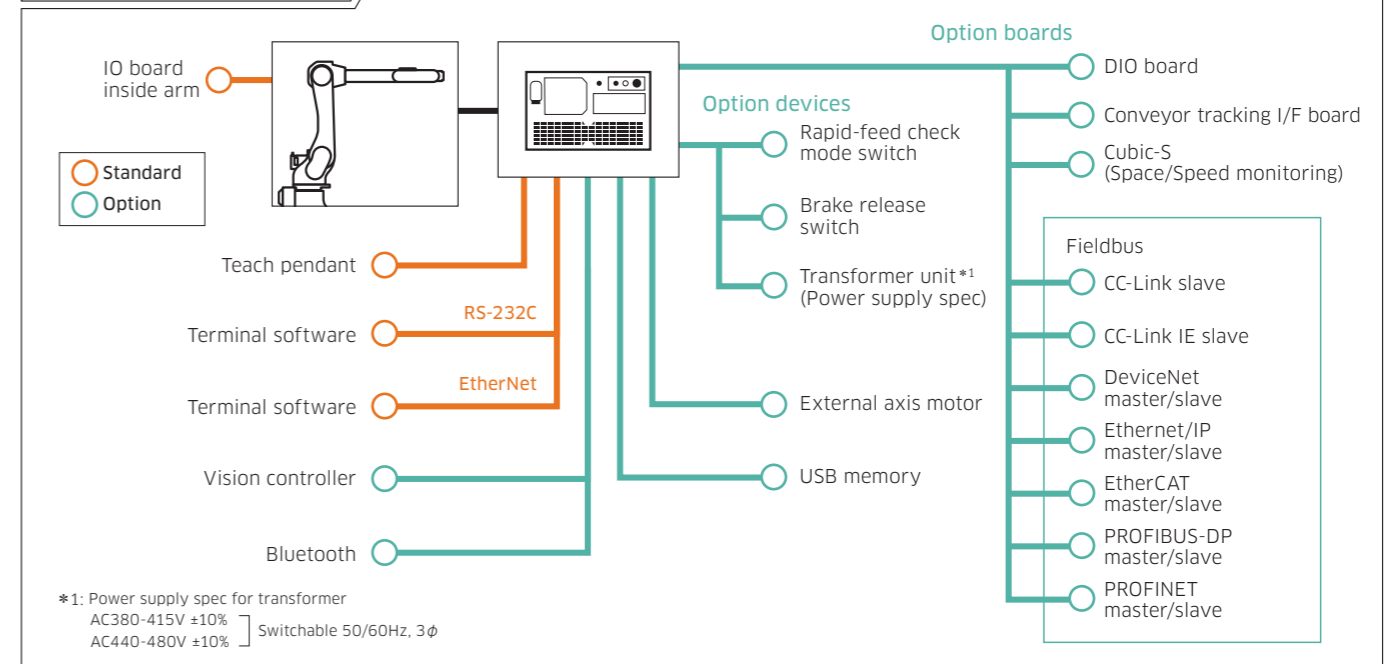 IO board
inside arm
Standard
Option
Teach pendant
RS-232C
Terminal software
EtherNet
Terminal software
Vision controller
Bluetooth
Option devices
Rapid-feed check
mode switch
Brake release
switch
Transformer unit*1
(Power supply spec)
External axis motor
USB memory
Option boards
DIO board
Conveyor tracking I/F board
Cubic-S
(Space/Speed monitoring)
Fieldbus
CC-Link slave
CC-Link IE slave
DeviceNet
master/slave
Ethernet/IP
master/slave
EtherCAT
master/slave
PROFIBUS-DP
master/slave
PROFINET
master/slave
*1: Power supply spec for transformer
AC380-415V ±10%
AC440-480V ±10%
Switchable 50/60Hz, 3φ